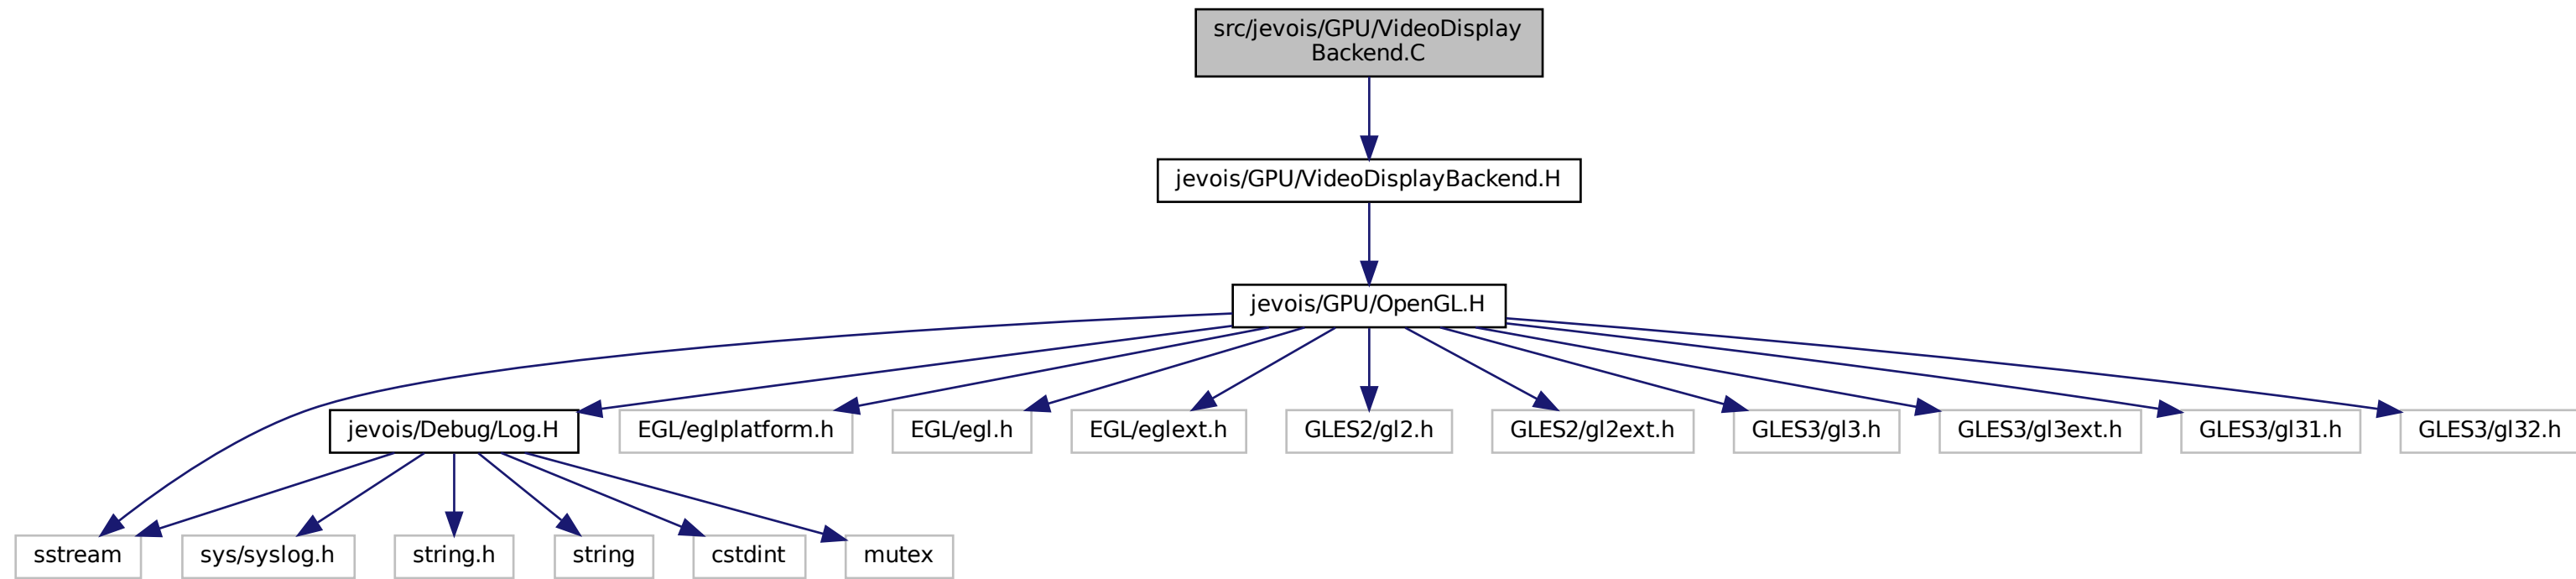 src/jevois/GPU/VideoDisplay
Backend.C
jevois/GPU/VideoDisplayBackend.H
jevois/GPU/OpenGL.H
jevois/Debug/Log.H
EGL/eglplatform.h
EGL/egl.h
EGL/eglext.h
GLES2/gl2.h
GLES2/gl2ext.h
GLES3/gl3.h
GLES3/gl3ext.h
GLES3/gl31.h
GLES3/gl32.h
sstream
sys/syslog.h
string.h
string
cstdint
mutex